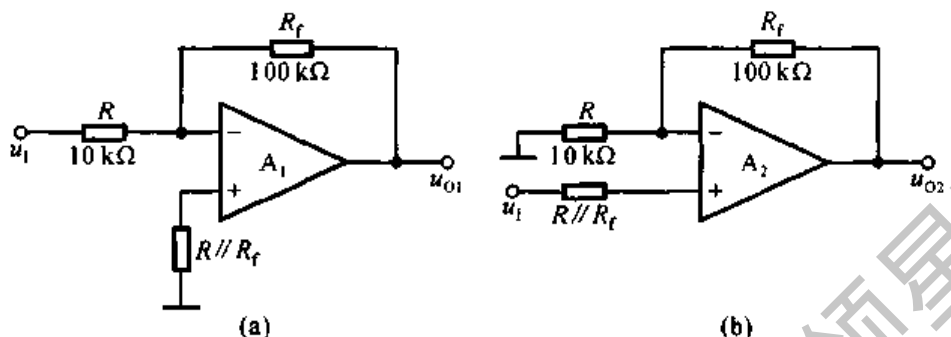 R_f
100 kΩ
R
10 kΩ
u_I
−
+
A_1
u_O1
R // R_f
(a)
R_f
100 kΩ
R
10 kΩ
u_I
R // R_f
−
+
A_2
u_O2
(b)